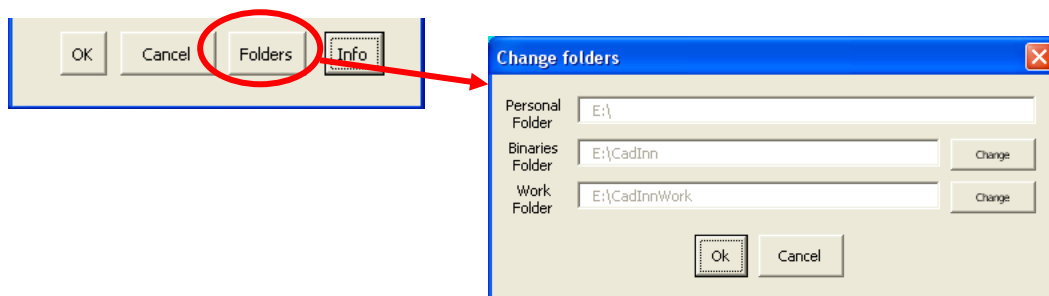 OK Cancel Folders Info
Change folders
Personal
Folder
E:\
Binaries
Folder
E:\CadInn
Change
Work
Folder
E:\CadInnWork
Change
Ok Cancel